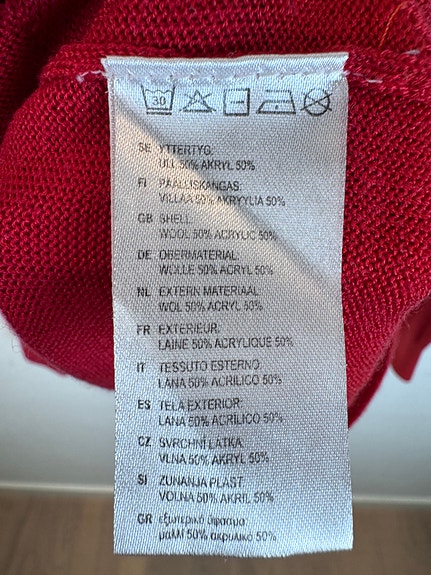 30
SE YTTERTYG:
ULL 50% AKRYL 50%
FI PÄÄLLISKANGAS:
VILLAA 50% AKRYYLIA 50%
GB SHELL:
WOOL 50% ACRYLIC 50%
DE OBERMATERIAL:
WOLLE 50% ACRYL 50%
NL EXTERN MATERIAAL:
WOL 50% ACRYL 50%
FR EXTERIEUR:
LAINE 50% ACRYLIQUE 50%
IT TESSUTO ESTERNO:
LANA 50% ACRILICO 50%
ES TELA EXTERIOR:
LANA 50% ACRILICO 50%
CZ SVRCHNÍ LÁTKA:
VLNA 50% AKRYL 50%
SI ZUNANJA PLAST:
VOLNA 50% AKRIL 50%
GR εξωτερικό ύφασμα
μαλλί 50% ακρυλικό 50%